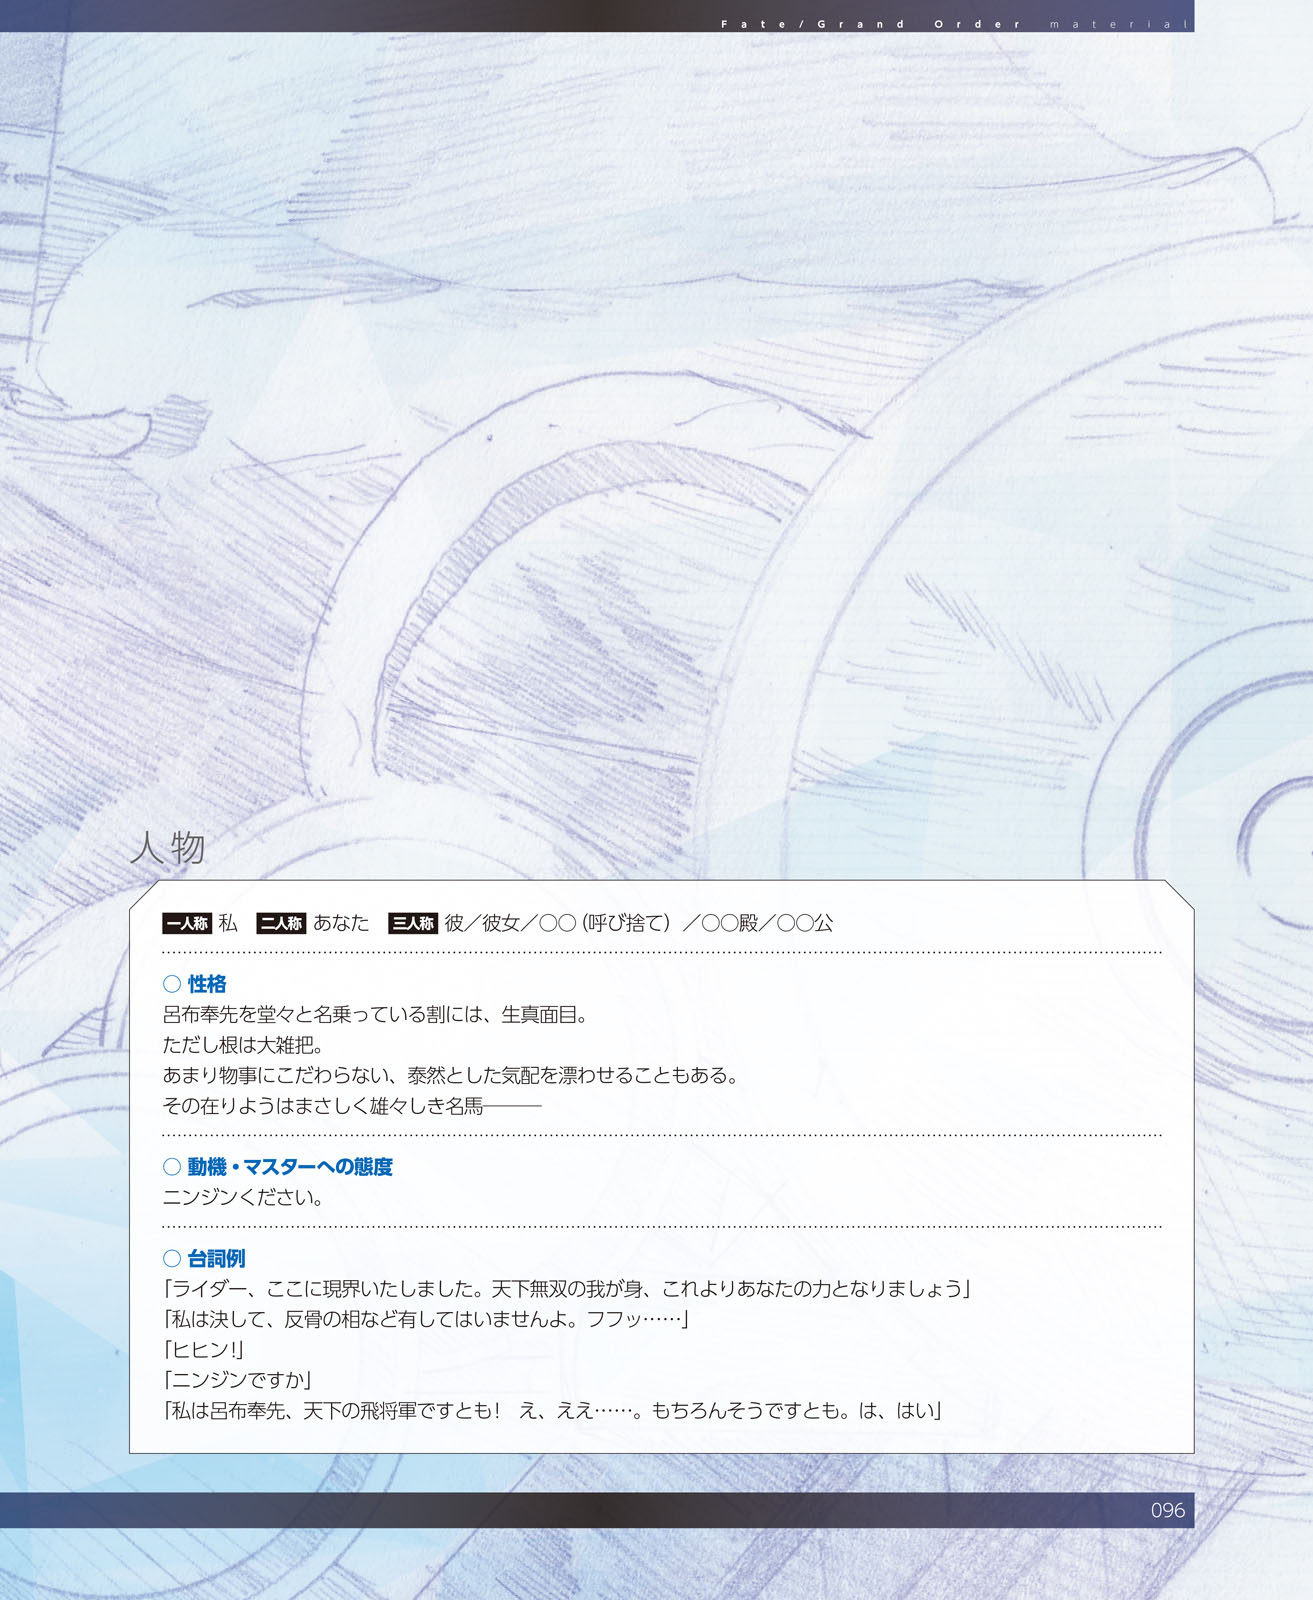 Fate/Grand Order material
人物
一人称 私 二人称 あなた 三人称 彼／彼女／○○（呼び捨て）／○○殿／○○公
○ 性格
呂布奉先を堂々と名乗っている割には、生真面目。
ただし根は大雑把。
あまり物事にこだわらない、泰然とした気配を漂わせることもある。
その在りようはまさしく雄々しき名馬―――
○ 動機・マスターへの態度
ニンジンください。
○ 台詞例
「ライダー、ここに現界いたしました。天下無双の我が身、これよりあなたの力となりましょう」
「私は決して、反骨の相など有してはいませんよ。フフッ……」
「ヒヒン！」
「ニンジンですか」
「私は呂布奉先、天下の飛将軍ですとも！　え、ええ……。もちろんそうですとも。は、はい」
096